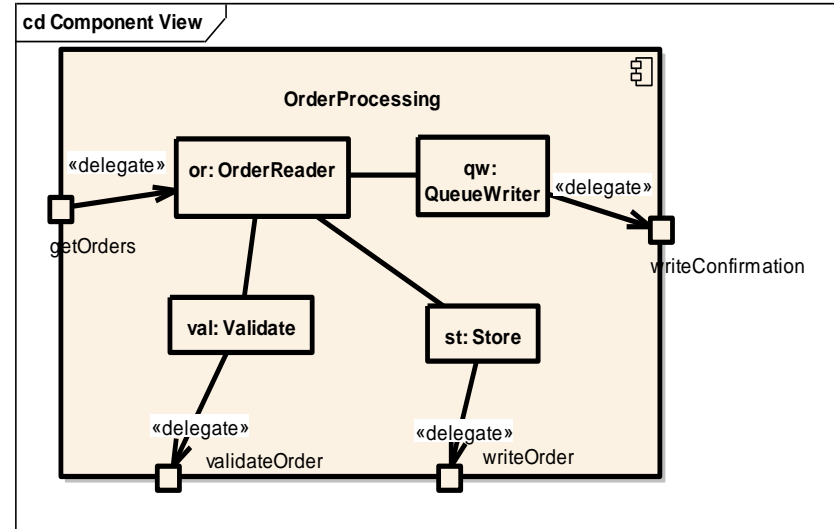 cd Component View
OrderProcessing
«delegate»
or: OrderReader
qw:
QueueWriter
«delegate»
getOrders
writeConfirmation
val: Validate
st: Store
«delegate»
«delegate»
validateOrder
writeOrder